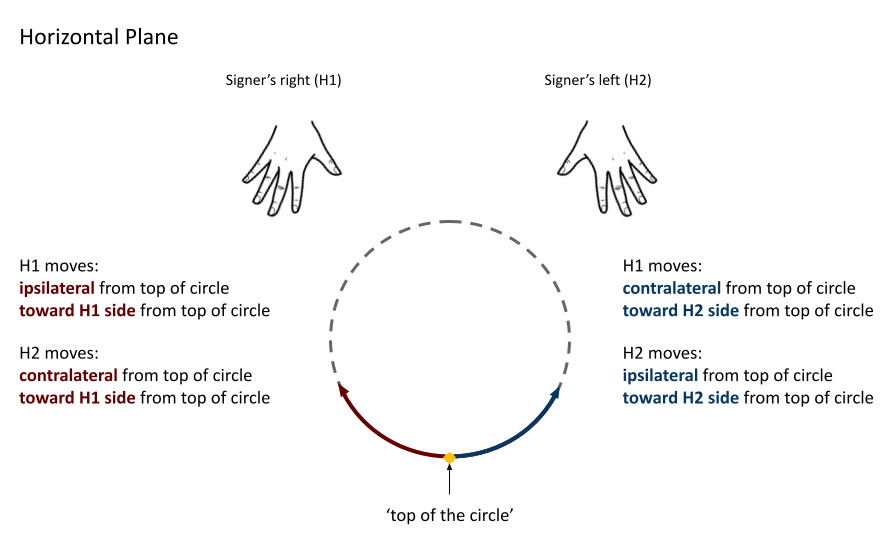 Horizontal Plane
Signer’s right (H1)
Signer’s left (H2)
H1 moves:
ipsilateral from top of circle
toward H1 side from top of circle
H2 moves:
contralateral from top of circle
toward H1 side from top of circle
H1 moves:
contralateral from top of circle
toward H2 side from top of circle
H2 moves:
ipsilateral from top of circle
toward H2 side from top of circle
‘top of the circle’